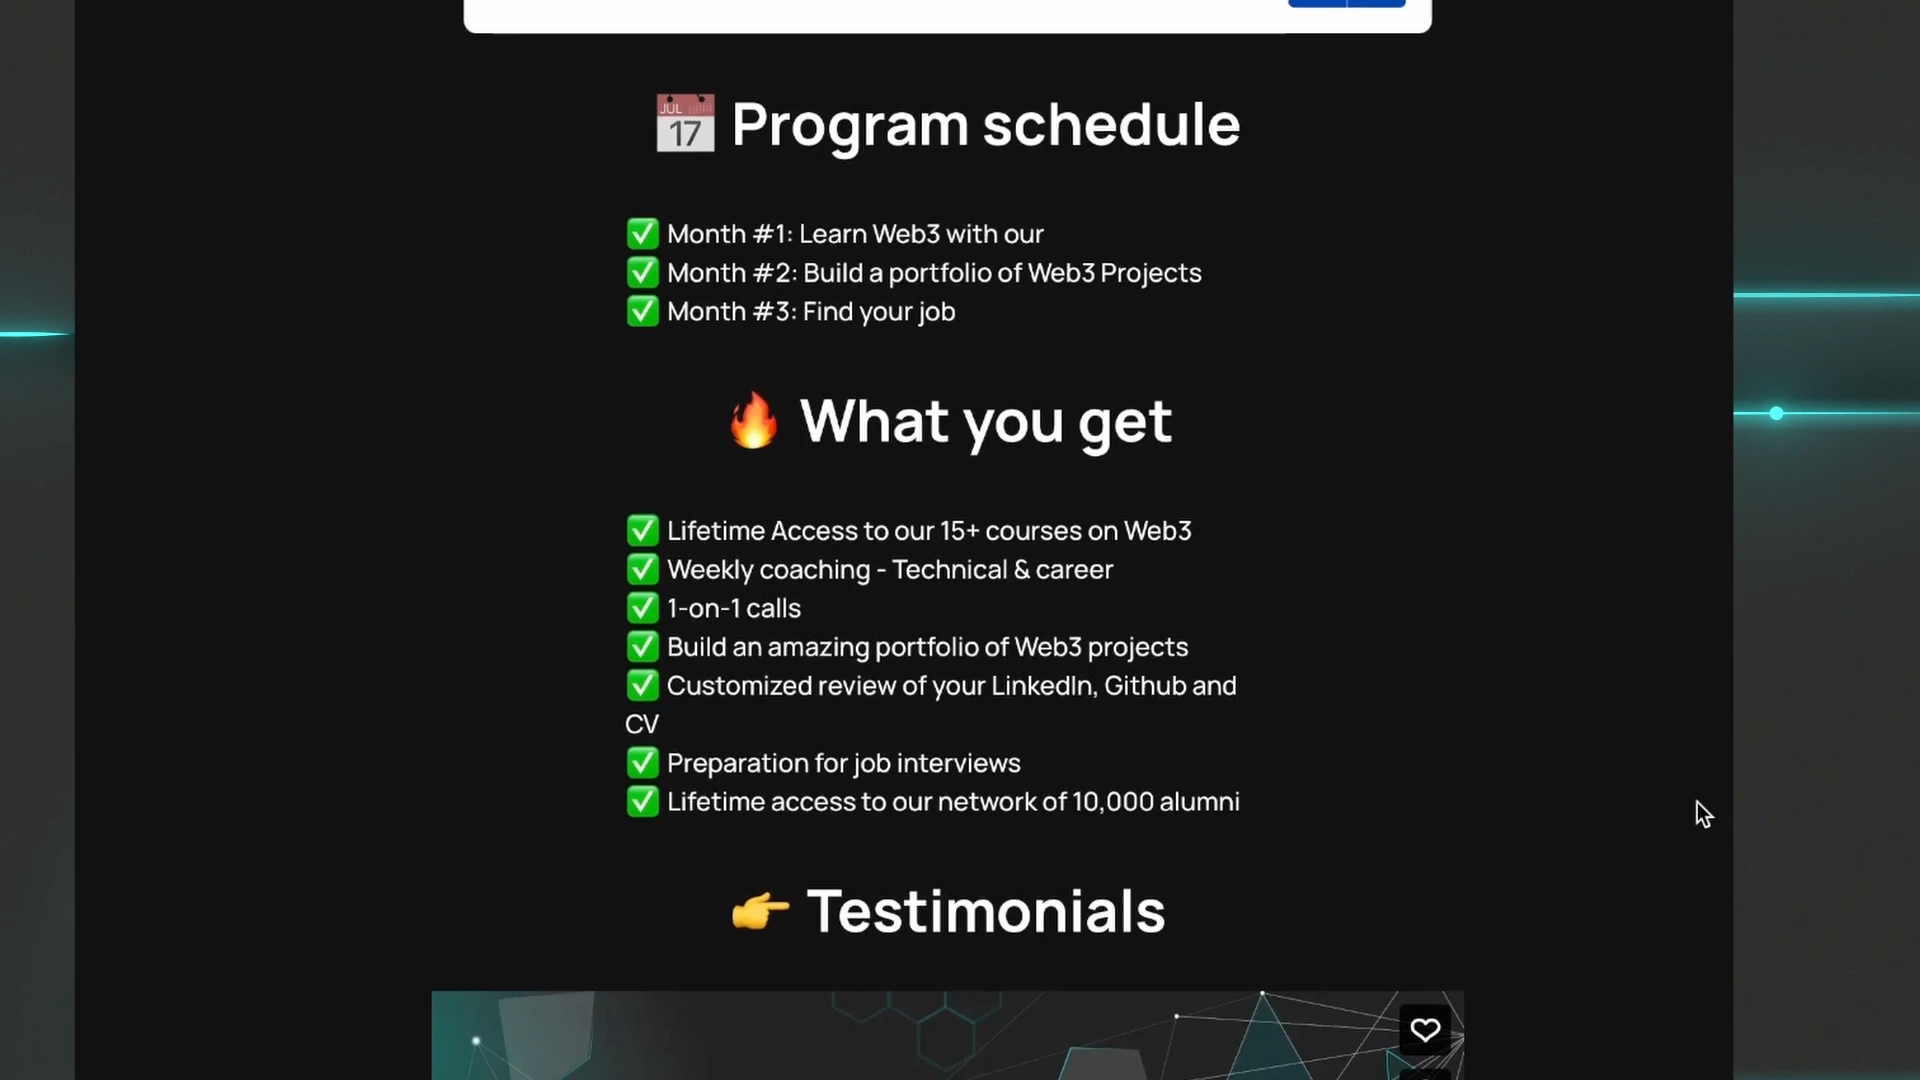 JUL
17
Program schedule
✅ Month #1: Learn Web3 with our
✅ Month #2: Build a portfolio of Web3 Projects
✅ Month #3: Find your job
🔥 What you get
✅ Lifetime Access to our 15+ courses on Web3
✅ Weekly coaching - Technical & career
✅ 1-on-1 calls
✅ Build an amazing portfolio of Web3 projects
✅ Customized review of your LinkedIn, Github and
CV
✅ Preparation for job interviews
✅ Lifetime access to our network of 10,000 alumni
👉 Testimonials